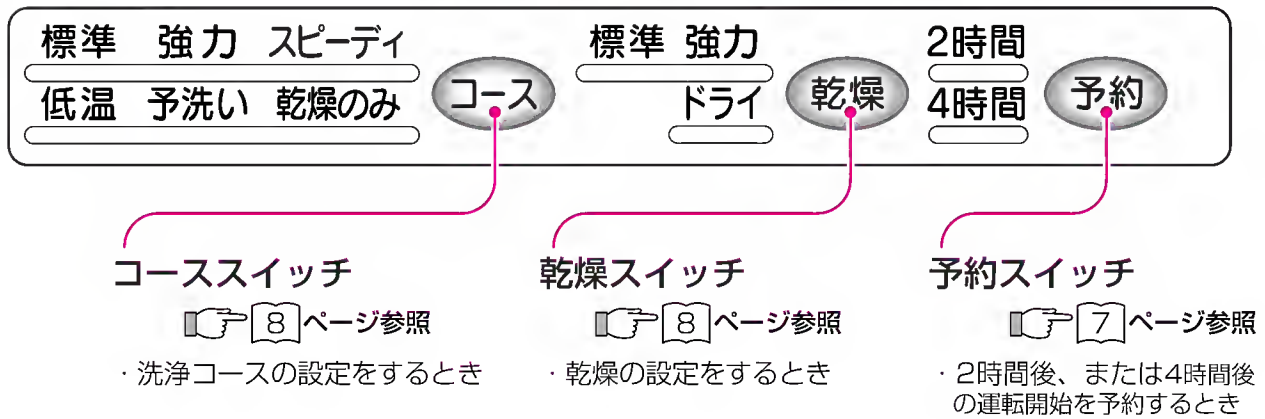 標準 強力 スピーディ
低温 予洗い 乾燥のみ
コース
標準 強力
ドライ
乾燥
2時間
4時間
予約
コーススイッチ
8ページ参照
・洗浄コースの設定をするとき
乾燥スイッチ
8ページ参照
・乾燥の設定をするとき
予約スイッチ
7ページ参照
・2時間後、または4時間後
の運転開始を予約するとき